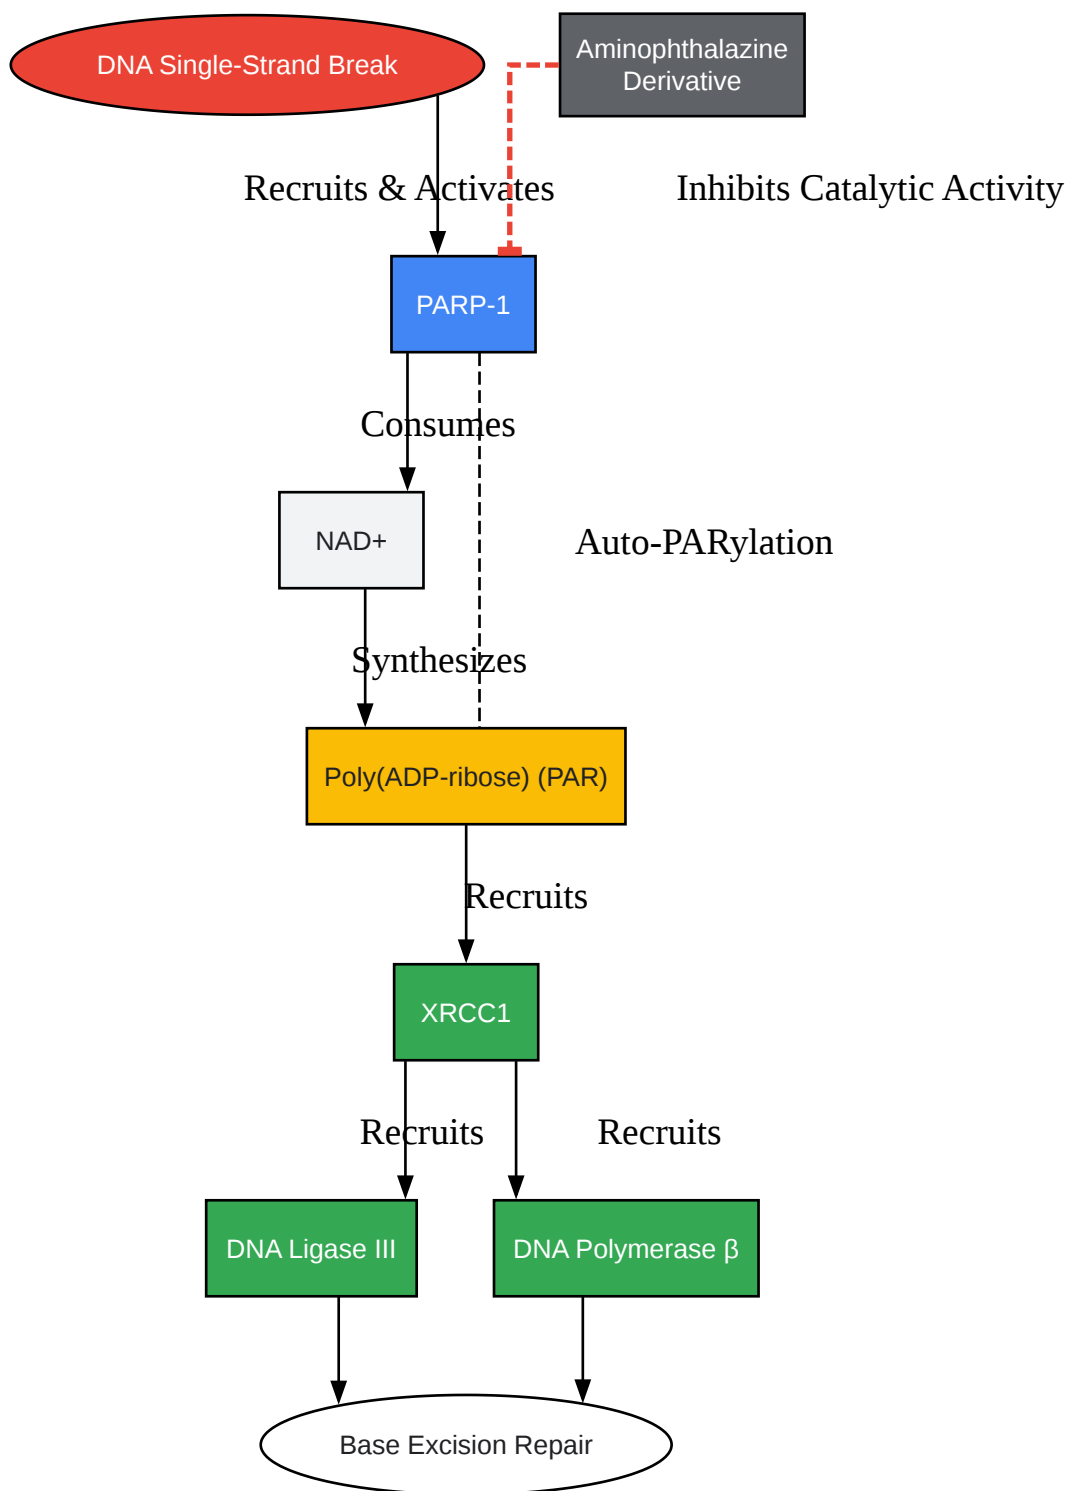 DNA Single-Strand Break
Aminophthalazine
Derivative
Recruits & Activates
Inhibits Catalytic Activity
PARP-1
Consumes
NAD+
Auto-PARylation
Synthesizes
Poly(ADP-ribose) (PAR)
Recruits
XRCC1
Recruits
Recruits
DNA Ligase III
DNA Polymerase β
Base Excision Repair